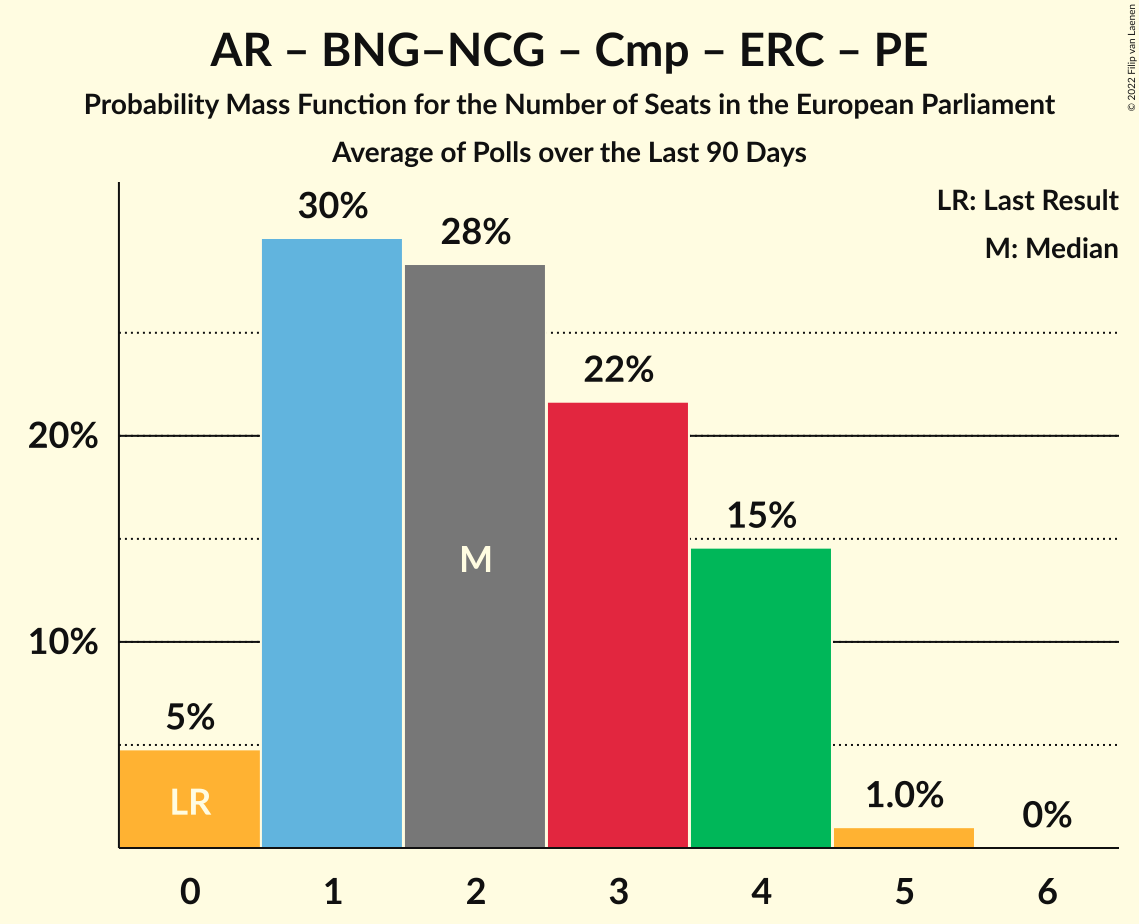 AR – BNG–NCG – Cmp – ERC – PE
Probability Mass Function for the Number of Seats in the European Parliament
Average of Polls over the Last 90 Days
© 2022 Filip van Laenen
LR: Last Result
M: Median
30%
28%
22%
20%
15%
M
10%
5%
LR
1.0%
0%
0 1 2 3 4 5 6